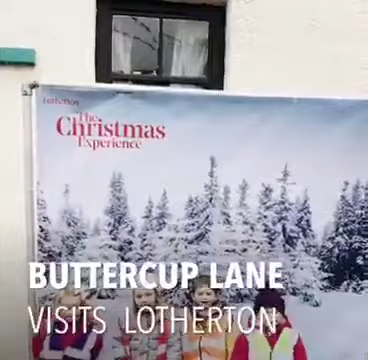 Lotherton
The
Christmas
Experience
BUTTERCUP LANE
VISITS LOTHERTON